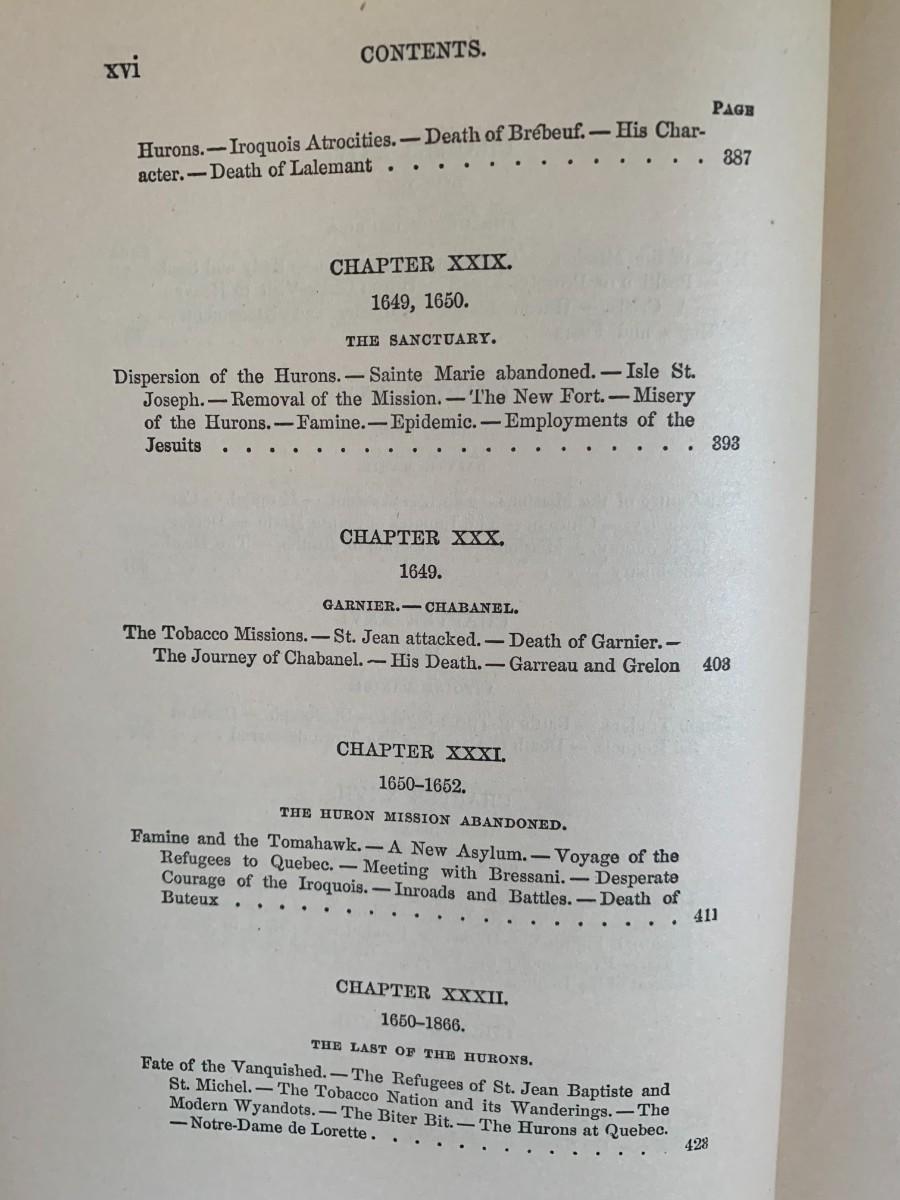 xvi
CONTENTS.
PAGE
Hurons. — Iroquois Atrocities. — Death of Brébeuf. — His Char-
acter. — Death of Lalemant . . . . . . . . . . . . . 387
CHAPTER XXIX.
1649, 1650.
THE SANCTUARY.
Dispersion of the Hurons. — Sainte Marie abandoned. — Isle St.
Joseph. — Removal of the Mission. — The New Fort. — Misery
of the Hurons. — Famine. — Epidemic. — Employments of the
Jesuits . . . . . . . . . . . . . . . . . . . . 393
CHAPTER XXX.
1649.
GARNIER. — CHABANEL.
The Tobacco Missions. — St. Jean attacked. — Death of Garnier. —
The Journey of Chabanel. — His Death. — Garreau and Grelon 403
CHAPTER XXXI.
1650–1652.
THE HURON MISSION ABANDONED.
Famine and the Tomahawk. — A New Asylum. — Voyage of the
Refugees to Quebec. — Meeting with Bressani. — Desperate
Courage of the Iroquois. — Inroads and Battles. — Death of
Buteux . . . . . . . . . . . . . . . . . . . 411
CHAPTER XXXII.
1650–1866.
THE LAST OF THE HURONS.
Fate of the Vanquished. — The Refugees of St. Jean Baptiste and
St. Michel. — The Tobacco Nation and its Wanderings. — The
Modern Wyandots. — The Biter Bit. — The Hurons at Quebec.
— Notre-Dame de Lorette . . . . . . . . . . . . . 423